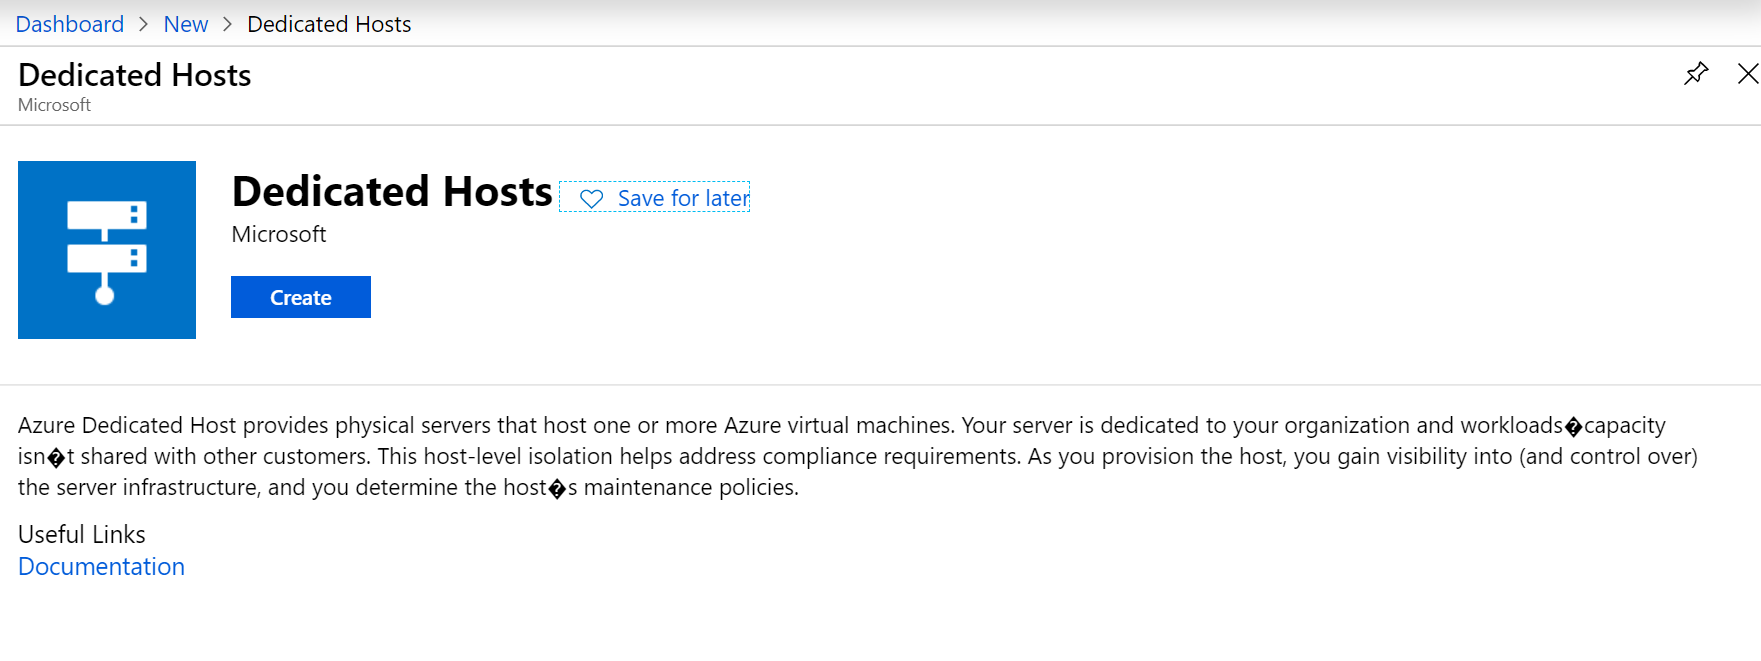 Dashboard > New > Dedicated Hosts
Dedicated Hosts
Microsoft
Dedicated Hosts Save for later
Microsoft
Create
Azure Dedicated Host provides physical servers that host one or more Azure virtual machines. Your server is dedicated to your organization and workloads�capacity
isn�t shared with other customers. This host-level isolation helps address compliance requirements. As you provision the host, you gain visibility into (and control over)
the server infrastructure, and you determine the host�s maintenance policies.
Useful Links
Documentation